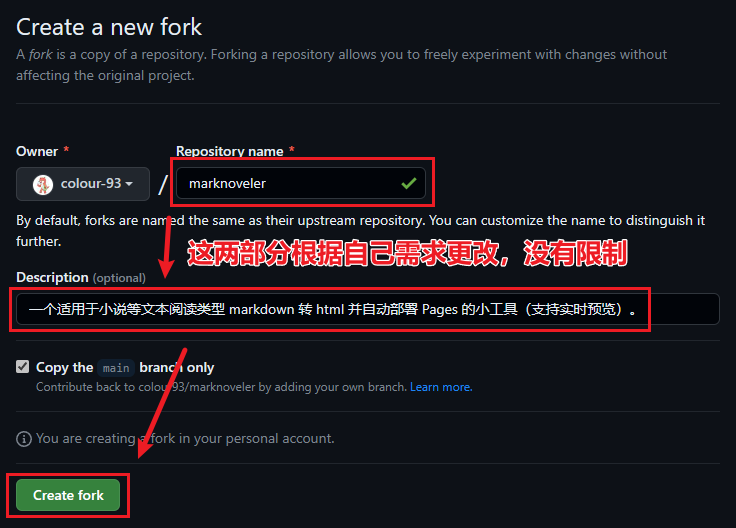 Create a new fork
A fork is a copy of a repository. Forking a repository allows you to freely experiment with changes without
affecting the original project.
Owner *
Repository name *
colour-93
/
marknoveler
By default, forks are named the same as their upstream repository. You can customize the name to distinguish it
further.
这两部分根据自己需求更改，没有限制
Description (optional)
一个适用于小说等文本阅读类型 markdown 转 html 并自动部署 Pages 的小工具（支持实时预览）。
Copy the main branch only
Contribute back to colour-93/marknoveler by adding your own branch. Learn more.
You are creating a fork in your personal account.
Create fork